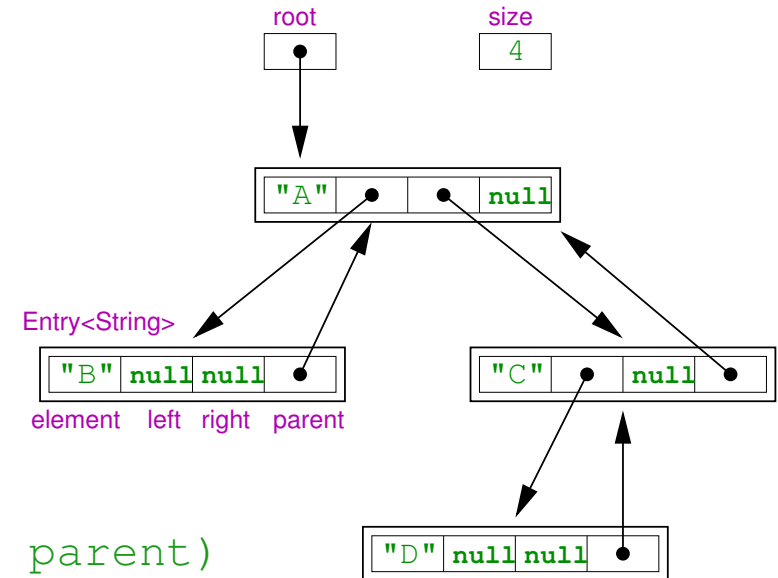 root size
4
"A" null
Entry<String>
"B" null null
"C" null
element left right parent
parent)
"D" null null